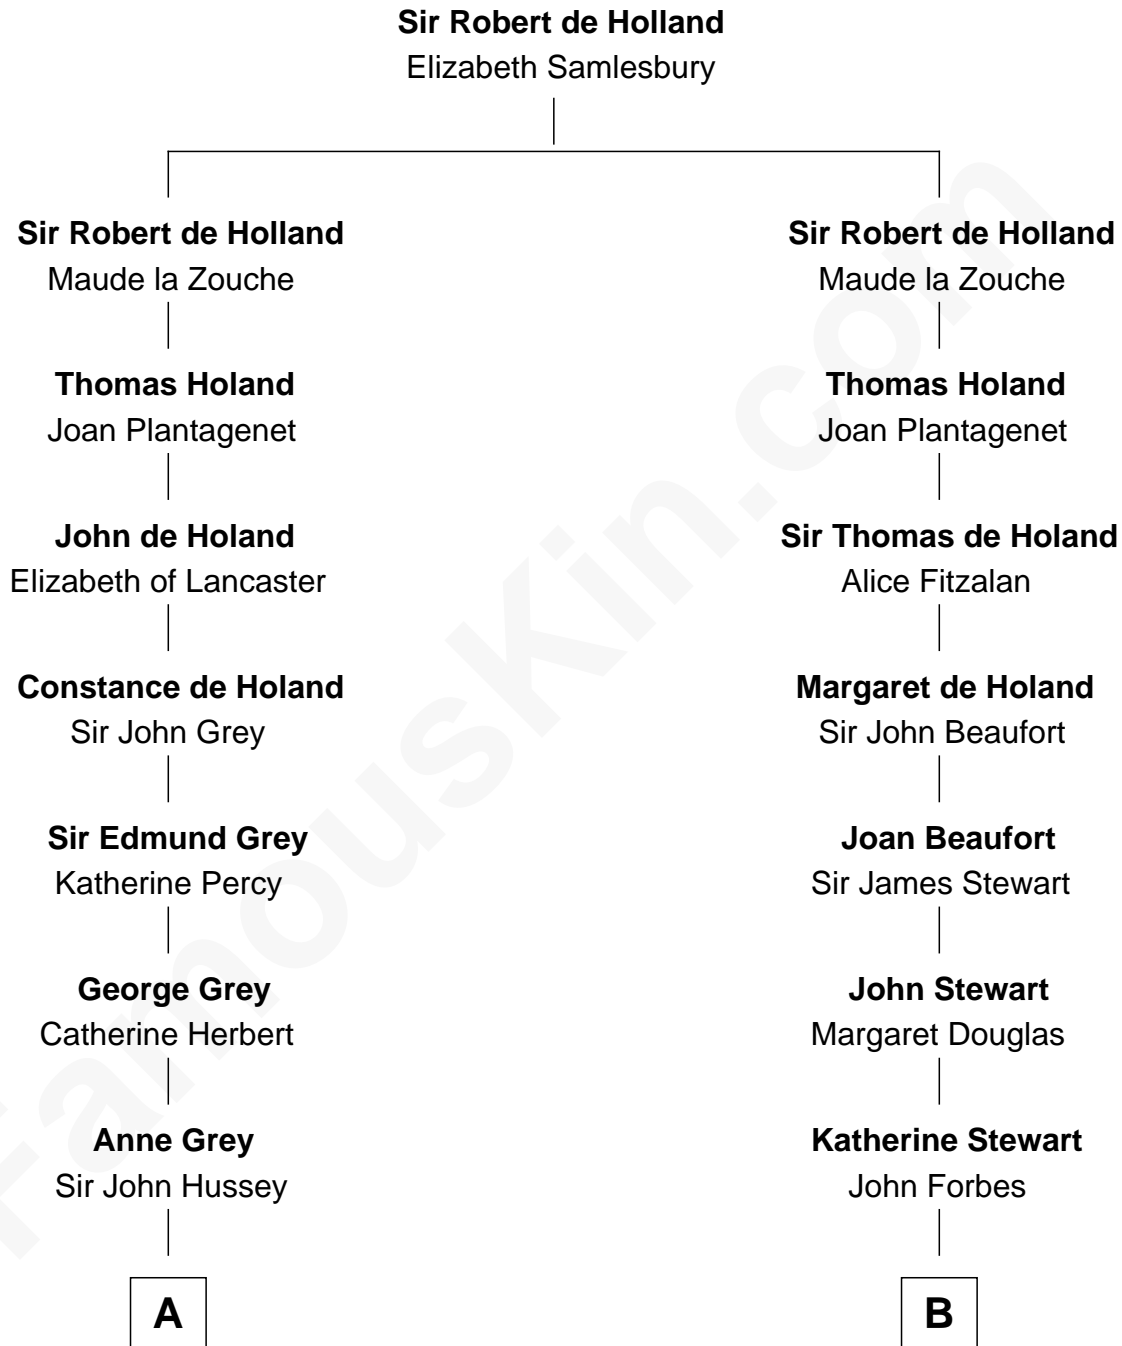 Sir Robert de Holland
Elizabeth Samlesbury
Sir Robert de Holland
Maude la Zouche
Sir Robert de Holland
Maude la Zouche
Thomas Holand
Joan Plantagenet
Thomas Holand
Joan Plantagenet
John de Holand
Elizabeth of Lancaster
Sir Thomas de Holand
Alice Fitzalan
Constance de Holand
Sir John Grey
Margaret de Holand
Sir John Beaufort
Sir Edmund Grey
Katherine Percy
Joan Beaufort
Sir James Stewart
George Grey
Catherine Herbert
John Stewart
Margaret Douglas
Anne Grey
Sir John Hussey
Katherine Stewart
John Forbes
A
B
FamousKin.com